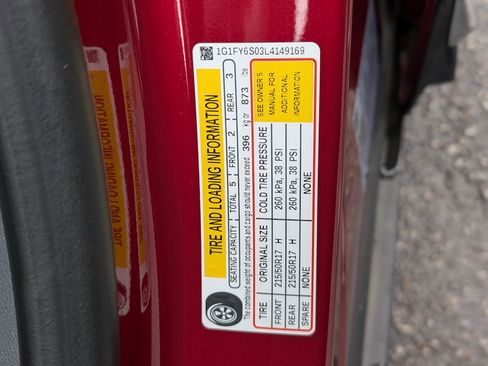 1G1FY6S03L4149169
TIRE AND LOADING INFORMATION
SEATING CAPACITY TOTAL 5 FRONT 2 REAR 3
The combined weight of occupants and cargo should never exceed 396 kg or 873 lbs
TIRE ORIGINAL SIZE COLD TIRE PRESSURE
FRONT 215/50R17 H 260 kPa, 38 PSI
REAR 215/50R17 H 260 kPa, 38 PSI
SPARE NONE NONE
SEE OWNER'S
MANUAL FOR
ADDITIONAL
INFORMATION